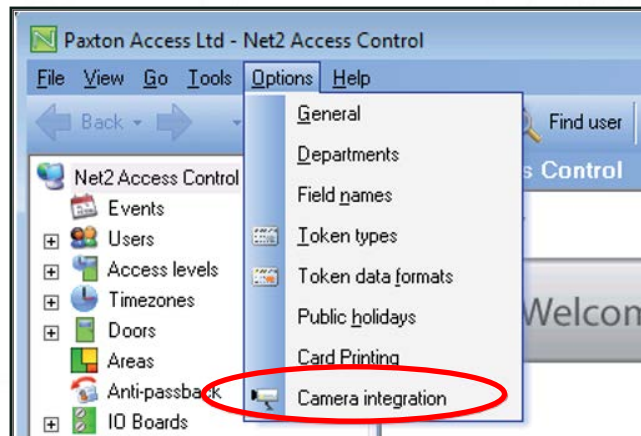 Paxton Access Ltd - Net2 Access Control
File View Go Tools Options Help
Back
Find user
General
Departments
Field names
Token types
Token data formats
Public holidays
Card Printing
Camera integration
s Control
Net2 Access Control
Events
Users
Access levels
Timezones
Doors
Areas
Anti-passback
IO Boards
Welcom